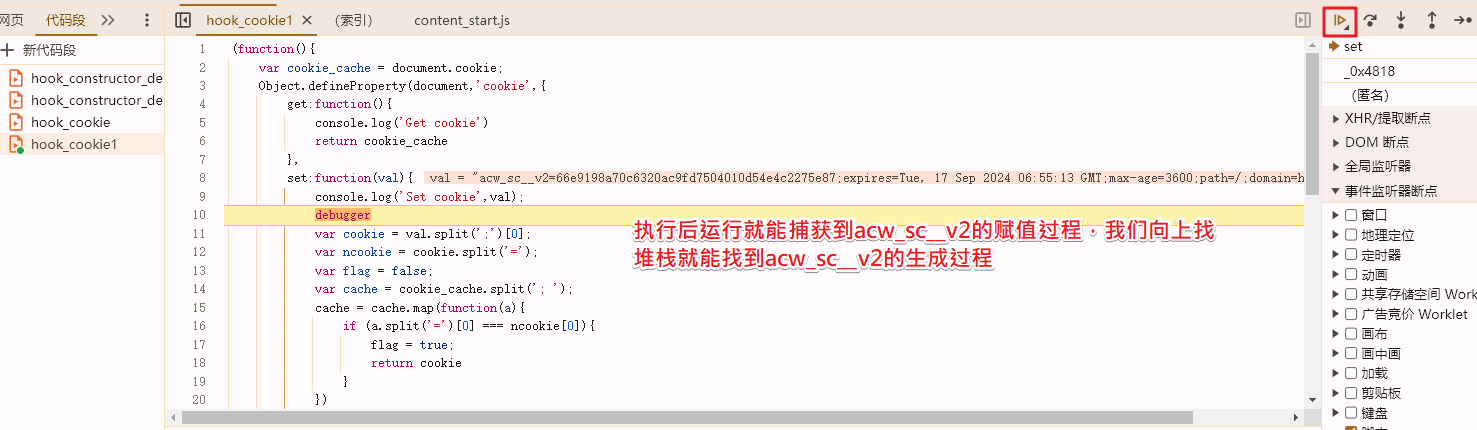 网页 代码段 hook_cookie1 (索引) content_start.js
新代码段
hook_constructor_de
hook_constructor_de
hook_cookie
hook_cookie1
1 (function(){
2 var cookie_cache = document.cookie;
3 Object.defineProperty(document,'cookie',{
4 get:function(){
5 console.log('Get cookie')
6 return cookie_cache
7 },
8 set:function(val){ val = "acw_sc__v2=66e9198a70c6320ac9fd7504010d54e4c2275e87;expires=Tue, 17 Sep 2024 06:55:13 GMT;max-age=3600;path=/;domain=h
9 console.log('Set cookie',val);
10 debugger
11 var cookie = val.split(';')[0];
12 var ncookie = cookie.split('=');
13 var flag = false;
14 var cache = cookie_cache.split('; ');
15 cache = cache.map(function(a){
16 if (a.split('=')[0] === ncookie[0]){
17 flag = true;
18 return cookie
19 }
20 })
执行后运行就能捕获到acw_sc__v2的赋值过程，我们向上找
堆栈就能找到acw_sc__v2的生成过程
set
_0x4818
(匿名)
XHR/提取断点
DOM 断点
全局监听器
事件监听器断点
窗口
地理定位
定时器
动画
共享存储空间 Workl
广告竞价 Worklet
画布
画中画
加载
剪贴板
键盘